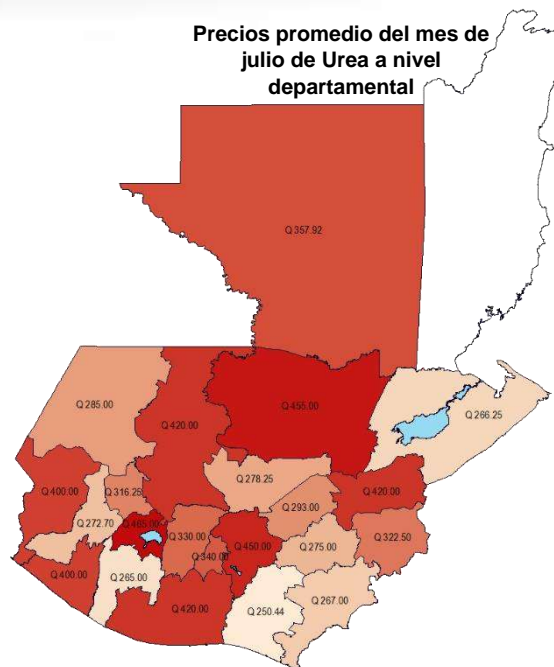 Precios promedio del mes de
julio de Urea a nivel
departamental
Q 357.92
Q 455.00
Q 285.00
Q 420.00
Q 266.25
Q 278.25
Q 400.00
Q 316.25
Q 293.00
Q 420.00
Q 272.70
Q 465.00
Q 330.00
Q 450.00
Q 322.50
Q 340.00
Q 275.00
Q 400.00
Q 265.00
Q 267.00
Q 420.00
Q 250.44